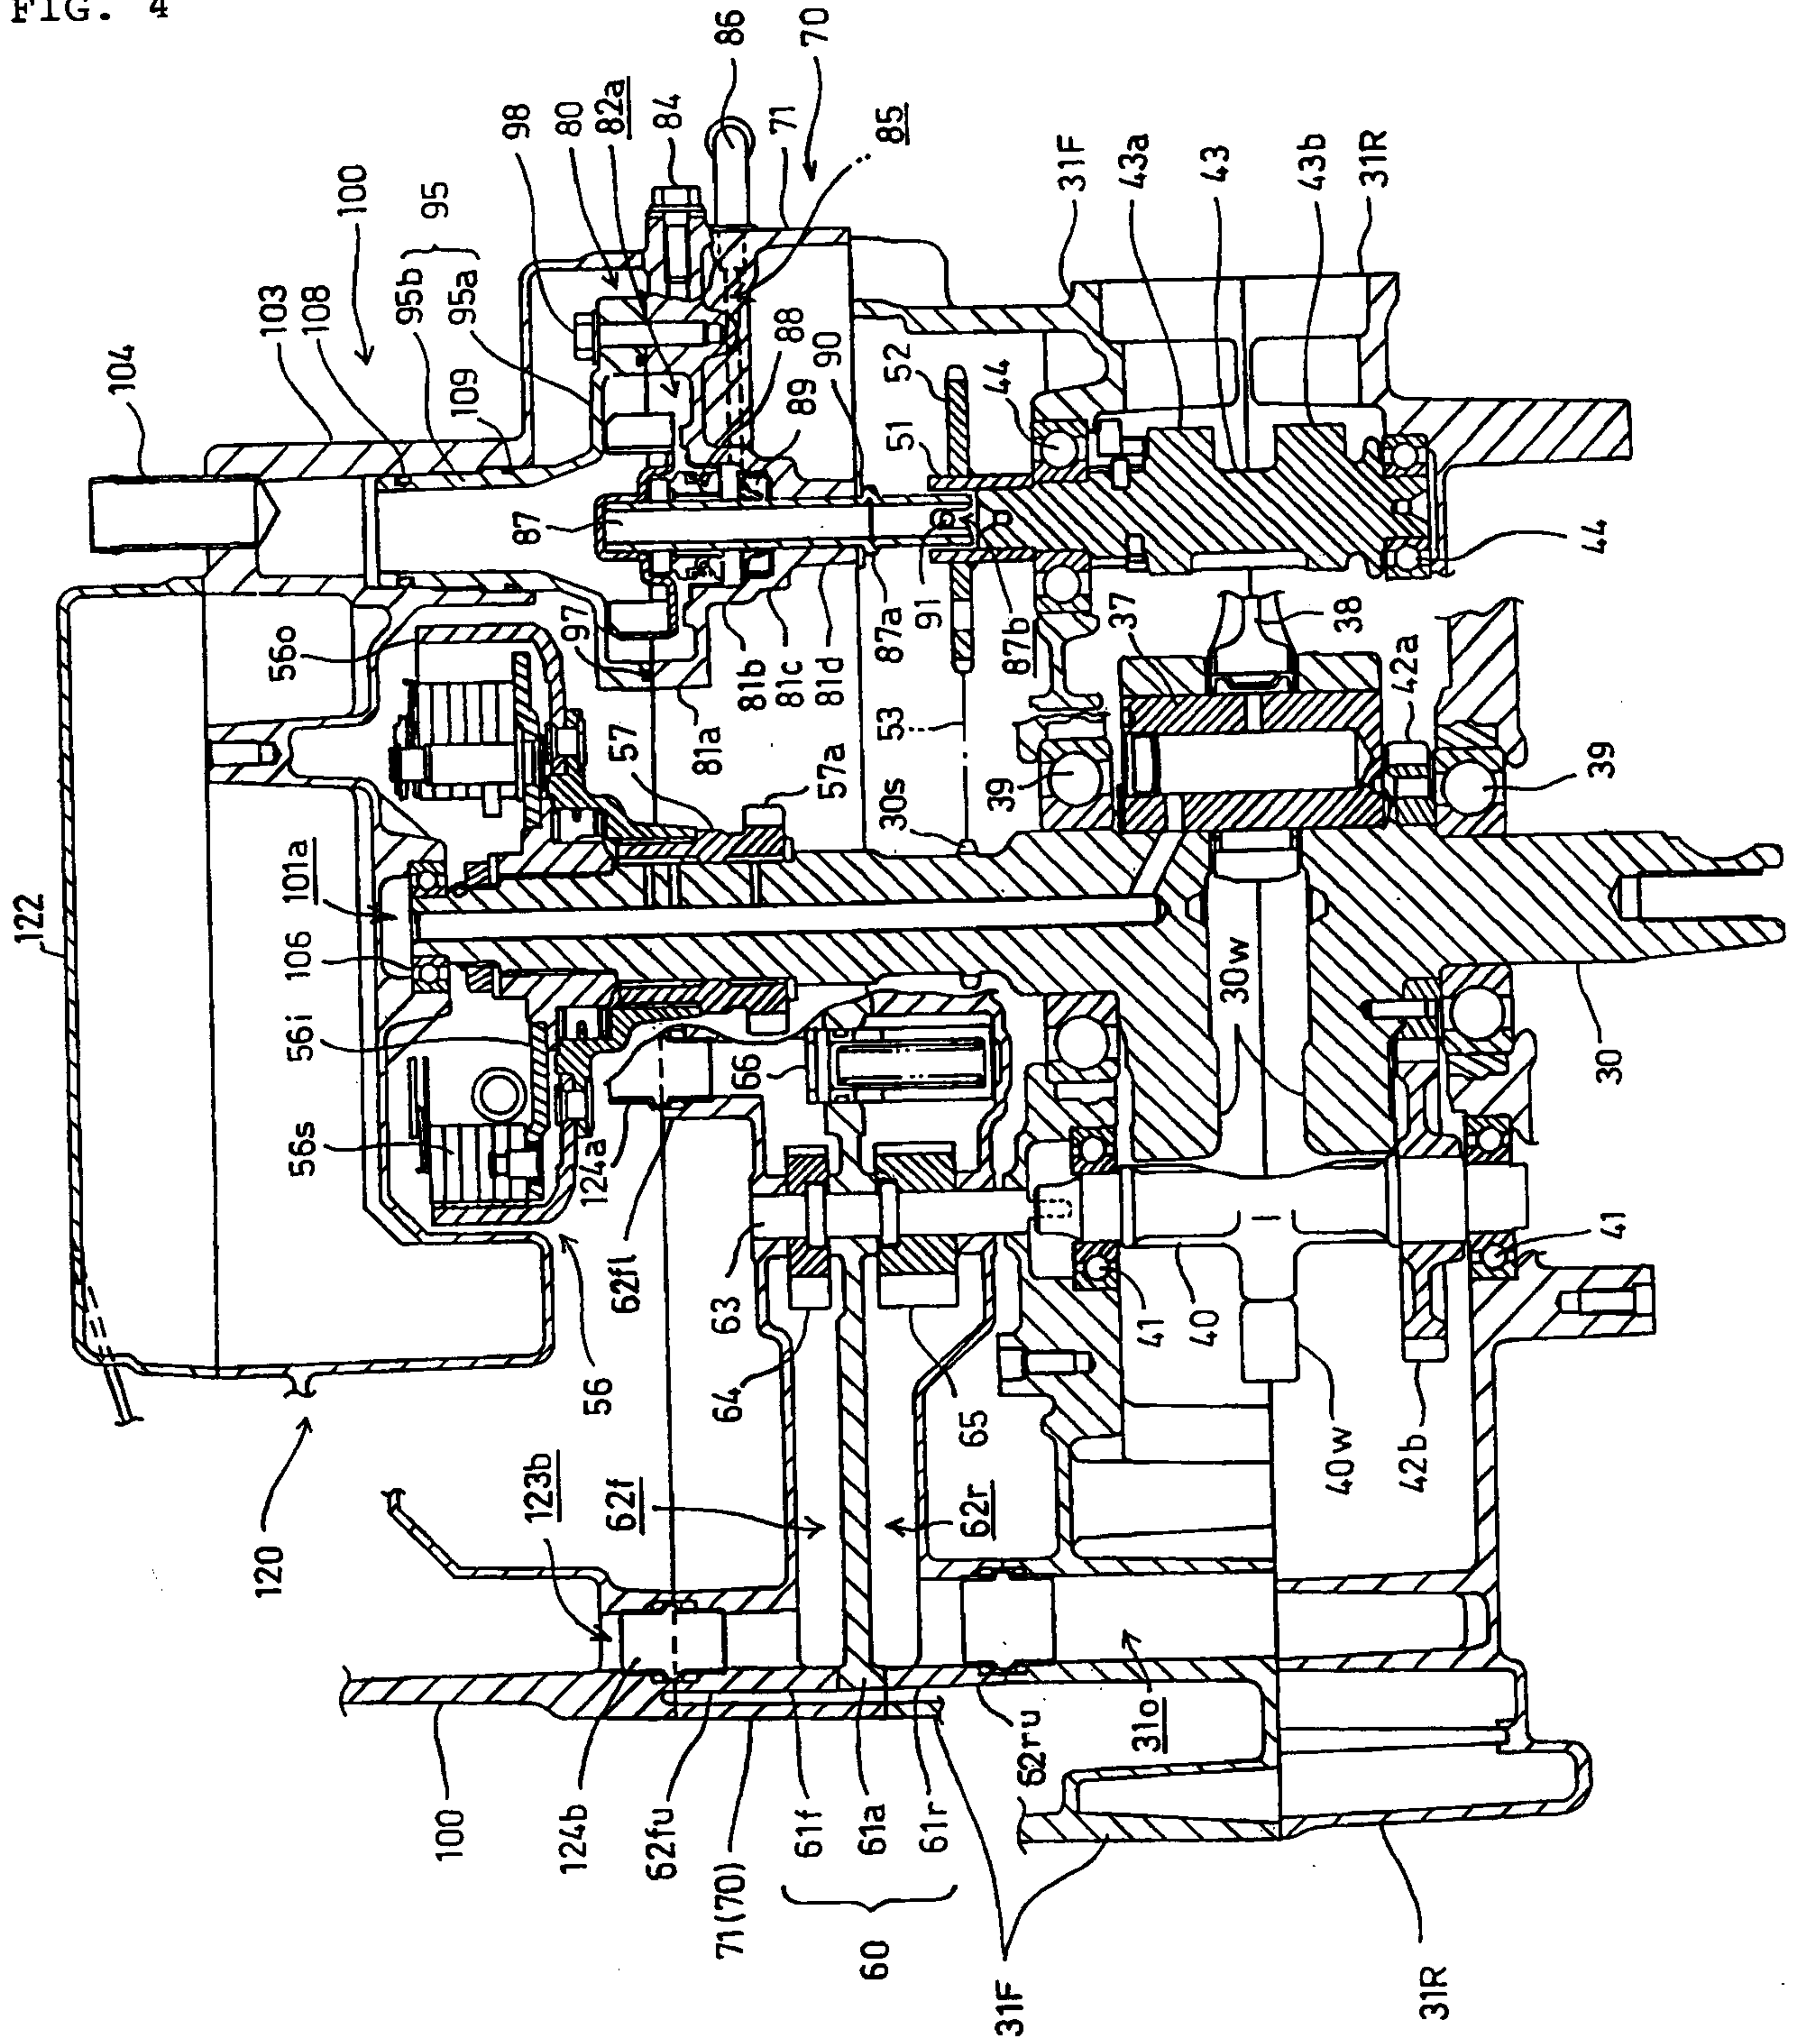 FIG. 4
86
70
98
80
82a
84
71
85
100
95
95b
95a
103
108
109
104
31F
43a
43
43b
31R
88
89
90
52
44
51
87
44
97
56o
81a
81b
81c
81d
87a
91
87b
37
38
42a
57
57a
53
30s
39
39
122
101a
106
56i
56s
66
30w
30
124a
62fl
56
63
64
65
41
40
41
40w
42b
123b
62f
62r
120
31o
100
124b
62fu
71(70)
61f
61a
61r
62ru
60
31F
31R